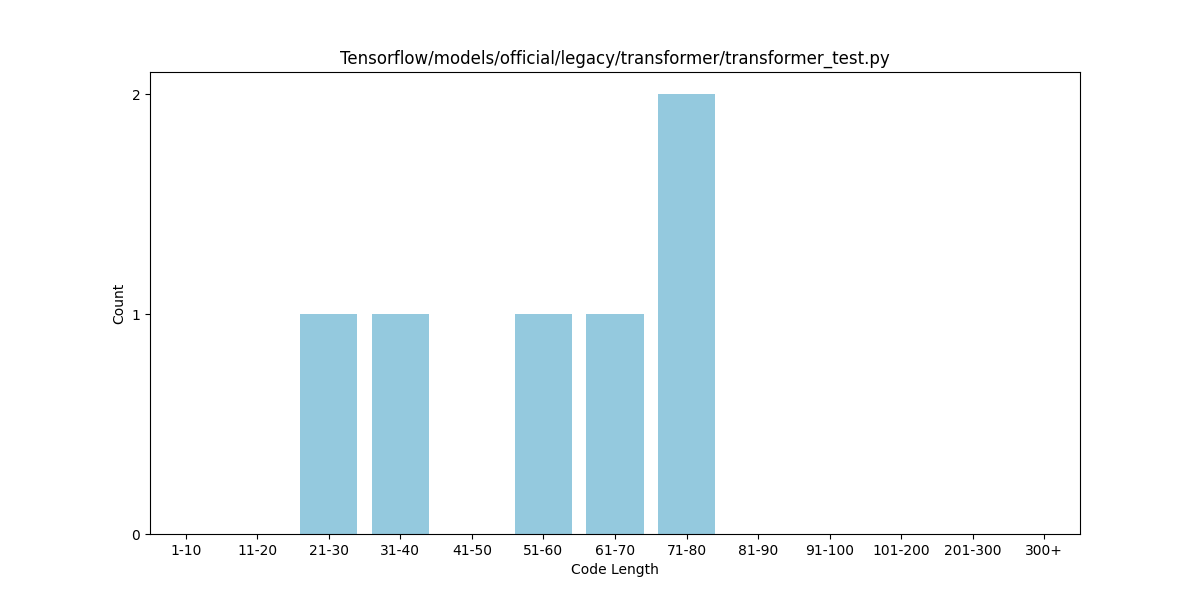 Tensorflow/models/official/legacy/transformer/transformer_test.py
2
1
0
Count
1-10 11-20 21-30 31-40 41-50 51-60 61-70 71-80 81-90 91-100 101-200 201-300 300+
Code Length